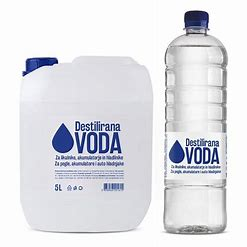 Destilirana
VODA
Za likalnike, akumulatorje in hladilnike
Za pegle, akumulatore i auto hladnjake
5L
Destilirana
VODA
Za likalnike, akumulatorje in hladilnike
Za pegle, akumulatore i auto hladnjake